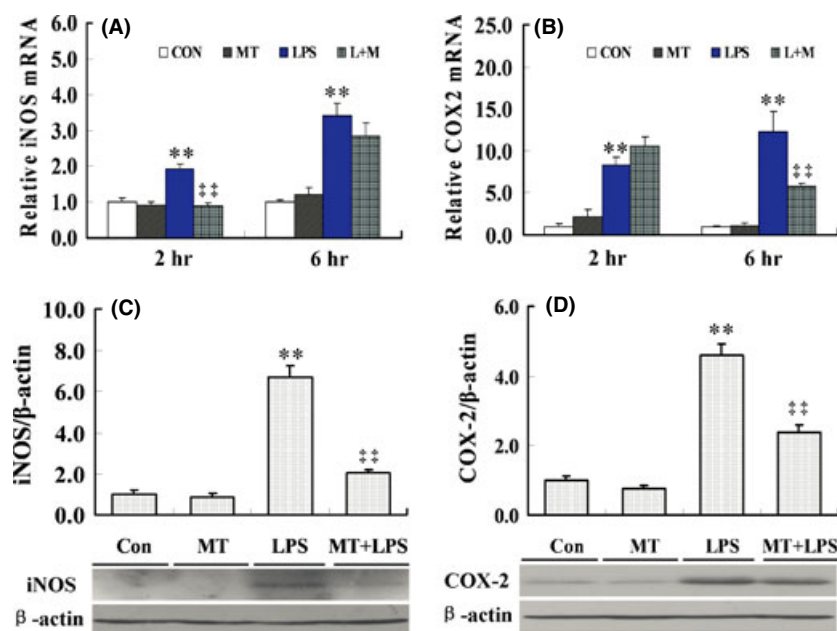 (A)
Relative iNOS mRNA
6.0
5.0
4.0
3.0
2.0
1.0
0.0
CON MT LPS L+M
**
‡‡
**
2 hr 6 hr
(B)
Relative COX2 mRNA
25.0
20.0
15.0
10.0
5.0
0.0
CON MT LPS L+M
**
**
‡‡
2 hr 6 hr
(C)
iNOS/β-actin
10.0
8.0
6.0
4.0
2.0
0.0
**
‡‡
Con MT LPS MT+LPS
iNOS
β-actin
(D)
COX-2/β-actin
6.0
4.0
2.0
0.0
**
‡‡
Con MT LPS MT+LPS
COX-2
β-actin